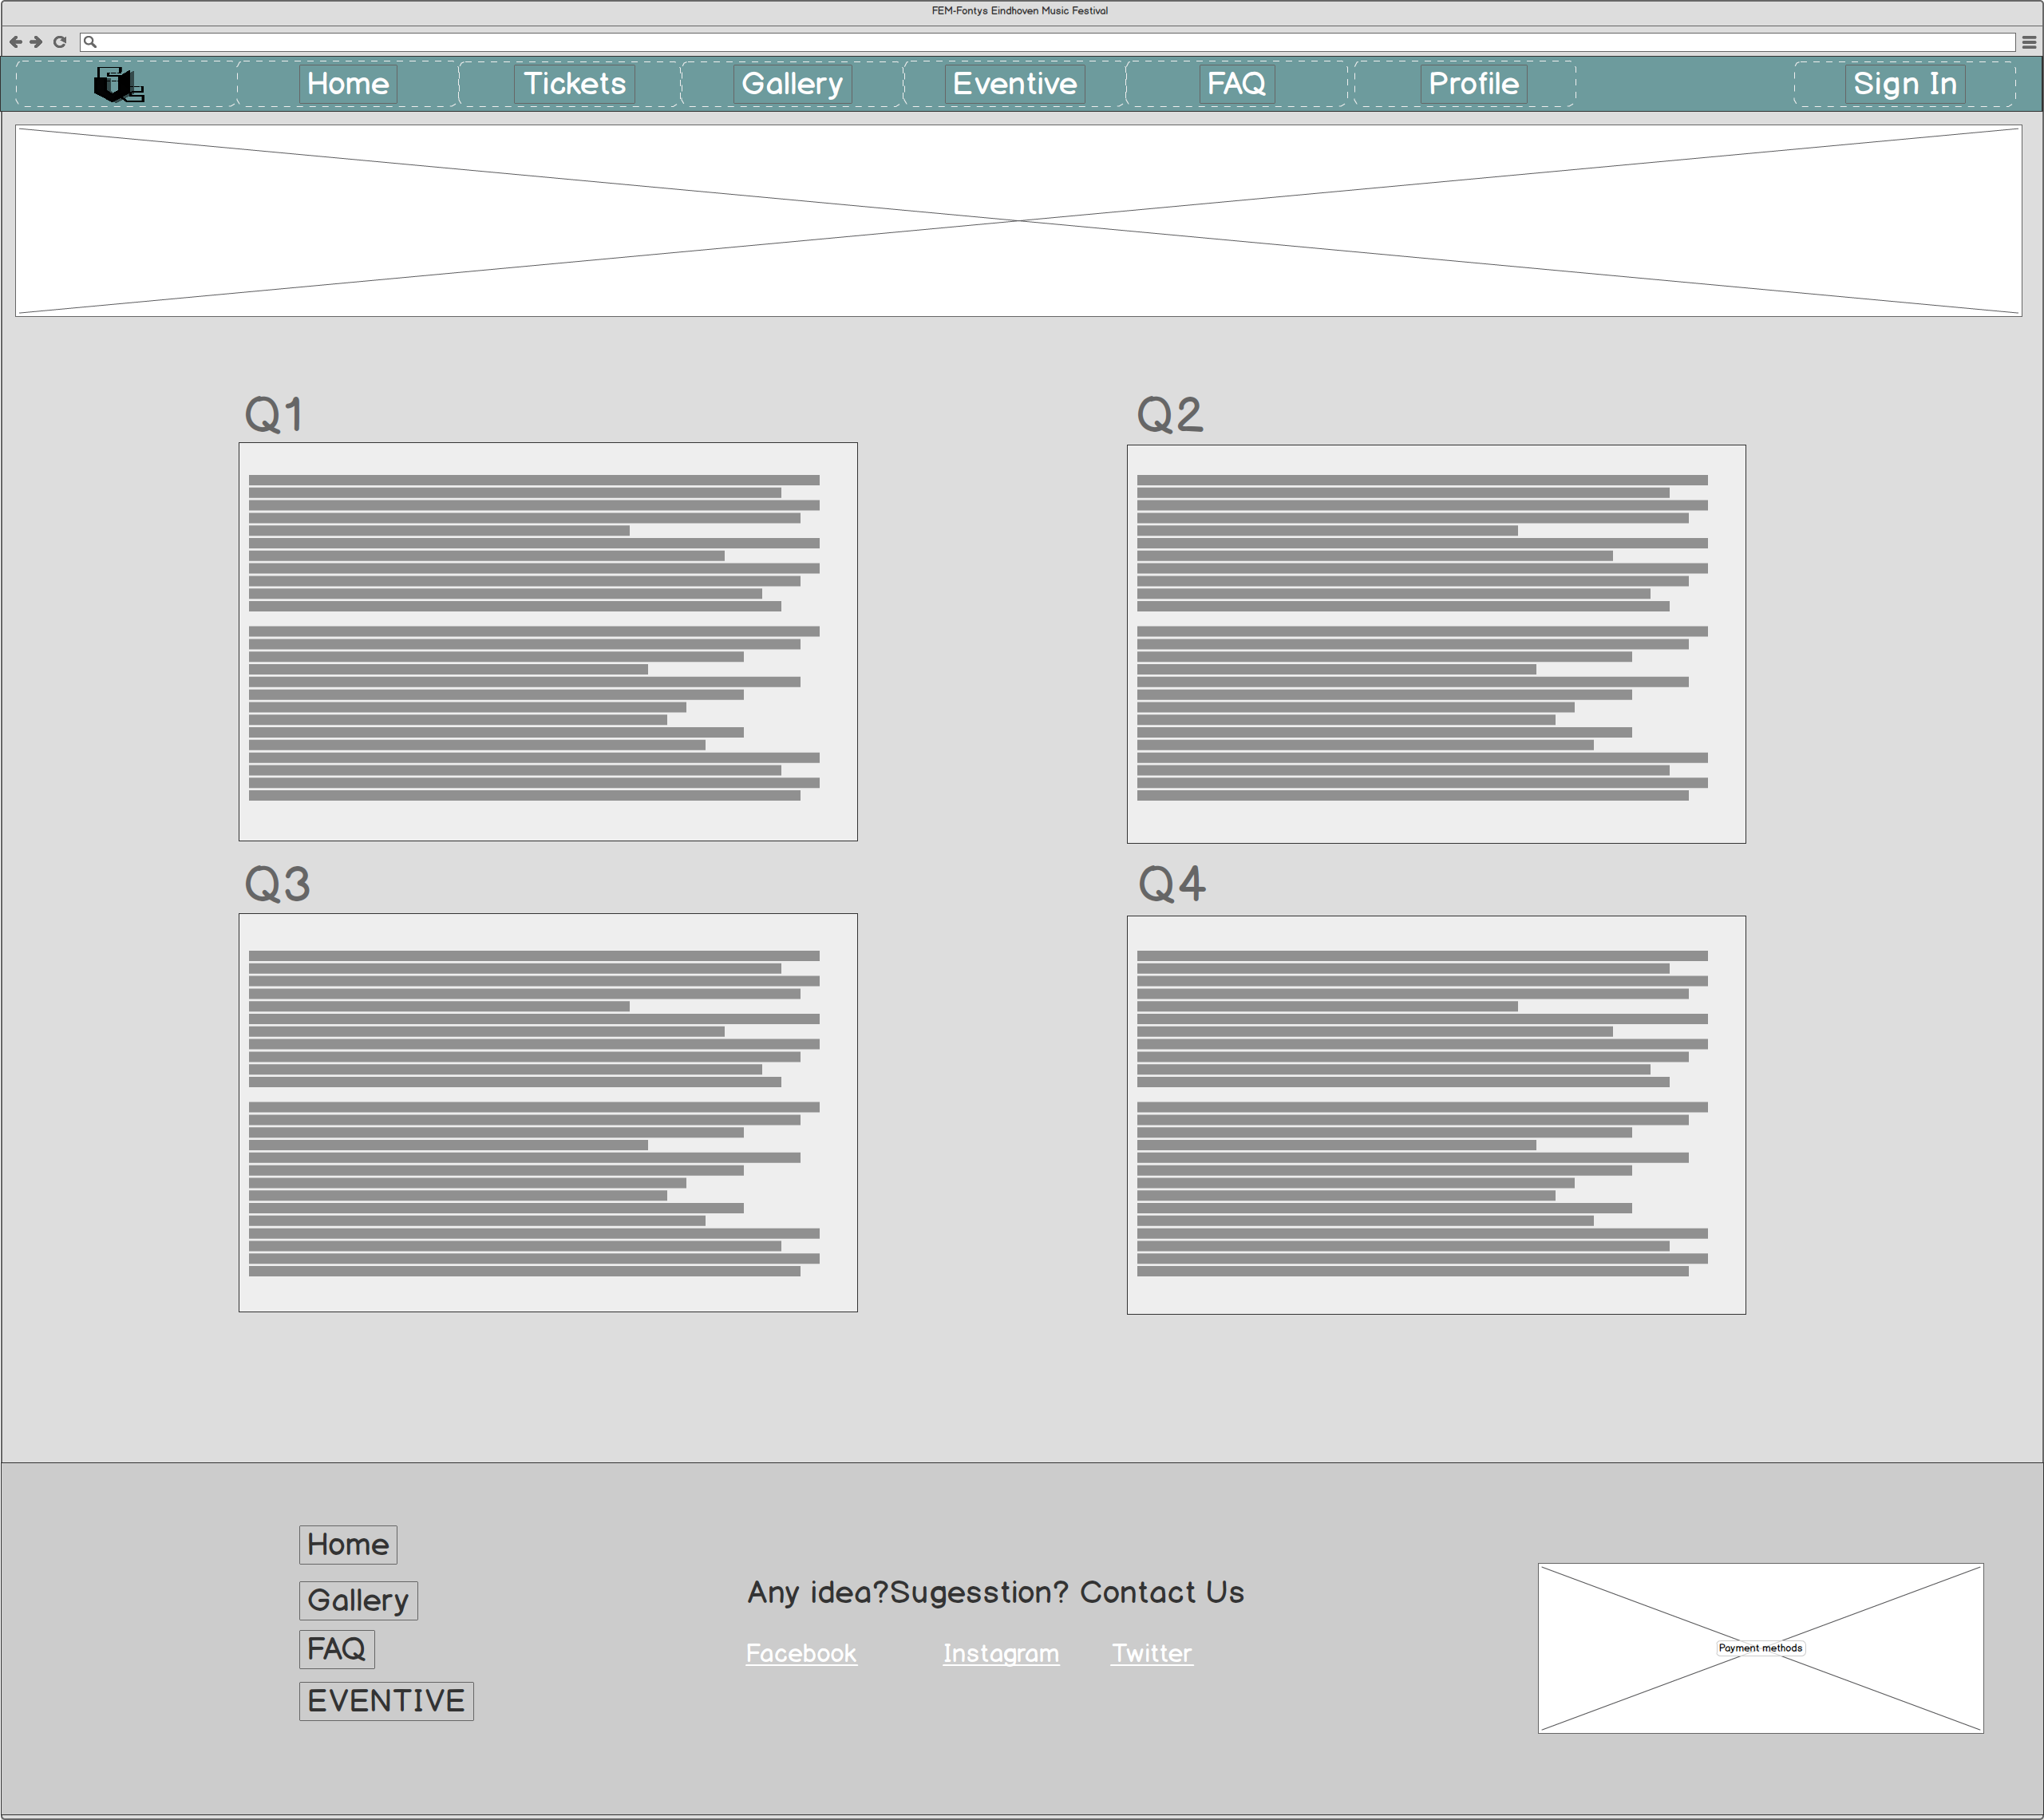 FEM-Fontys Eindhoven Music Festival
Home Tickets Gallery Eventive FAQ Profile Sign In
Q1 Q2
Q3 Q4
Home
Gallery
FAQ
EVENTIVE
Any idea?Sugesstion? Contact Us
Facebook Instagram Twitter
Payment methods